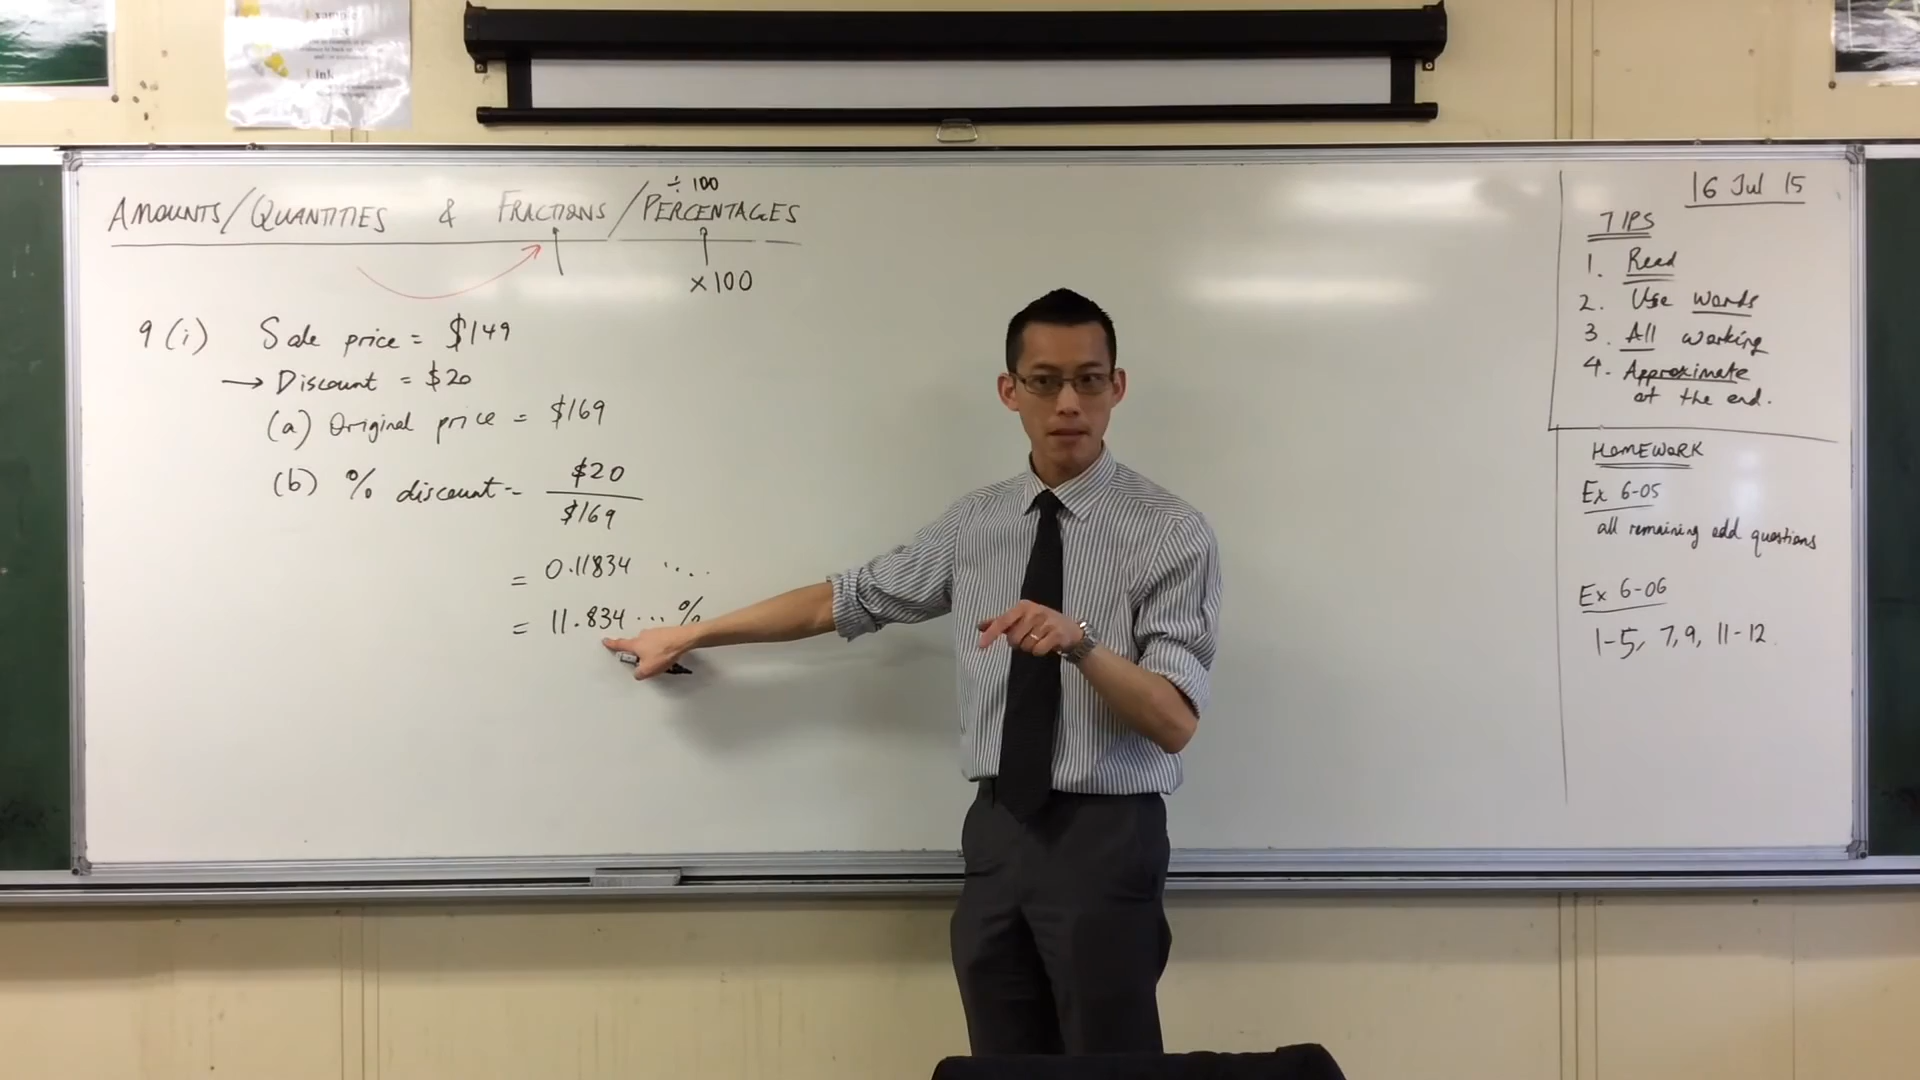 ÷ 100
AMOUNTS/QUANTITIES & FRACTIONS/PERCENTAGES
×100
9 (i) Sale price = $149
→ Discount = $20
(a) Original price = $169
(b) % discount = $20
$169
= 0.11834 ....
= 11.834 ... %
16 Jul 15
TIPS
1. Read
2. Use words
3. All working
4. Approximate
at the end.
HOMEWORK
Ex 6-05
all remaining odd questions
Ex 6-06
1-5, 7,9, 11-12.